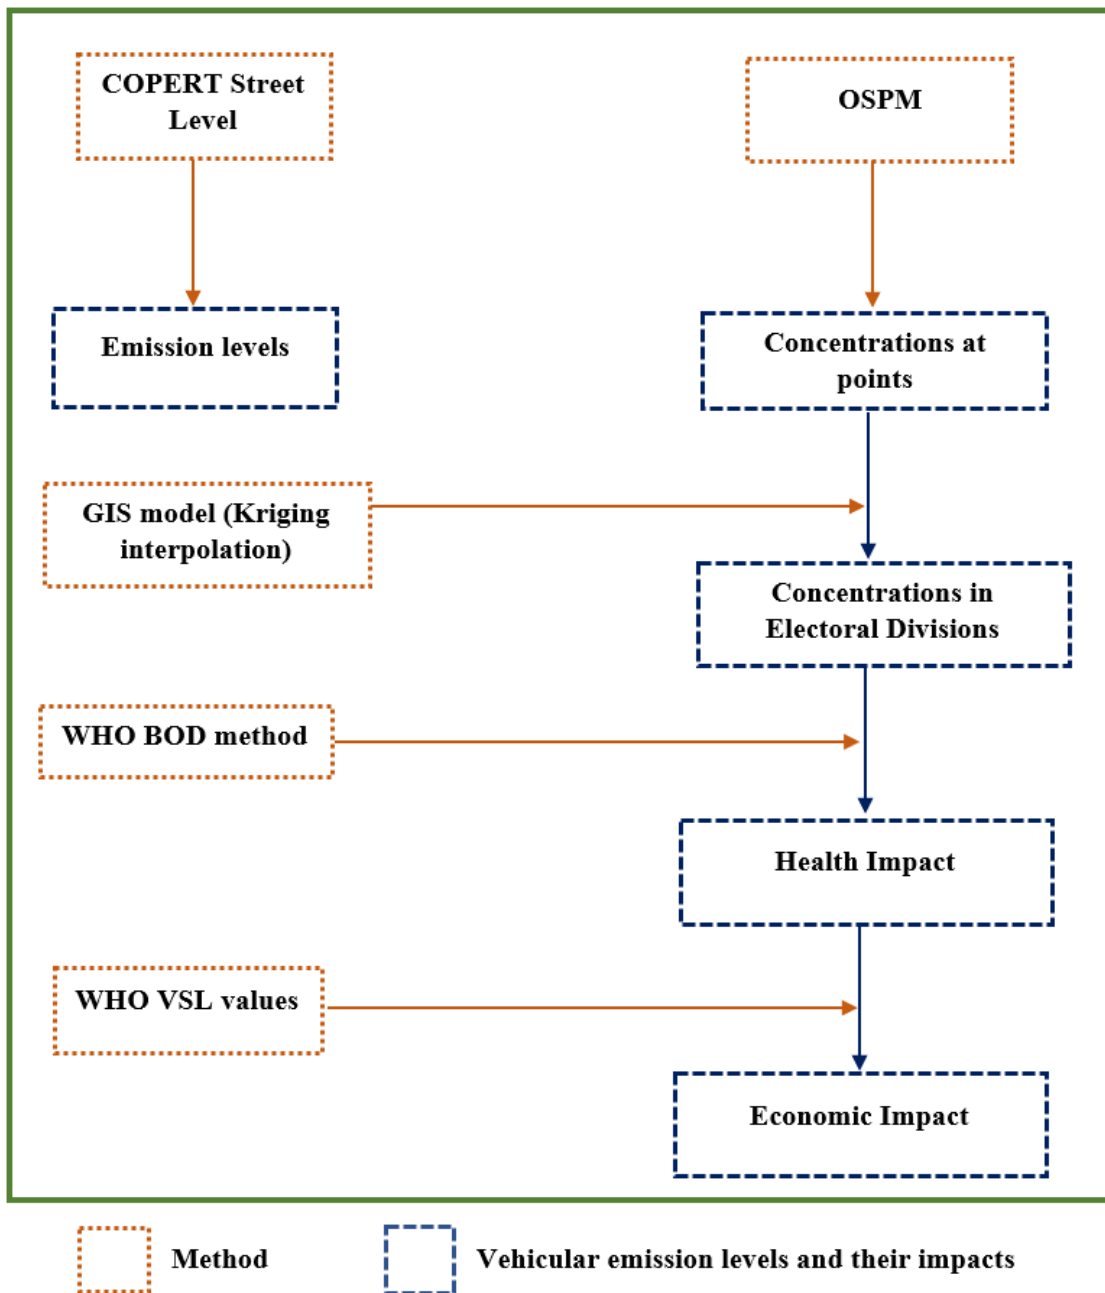 COPERT Street
Level
OSPM
Emission levels
Concentrations at
points
GIS model (Kriging
interpolation)
Concentrations in
Electoral Divisions
WHO BOD method
Health Impact
WHO VSL values
Economic Impact
Method
Vehicular emission levels and their impacts